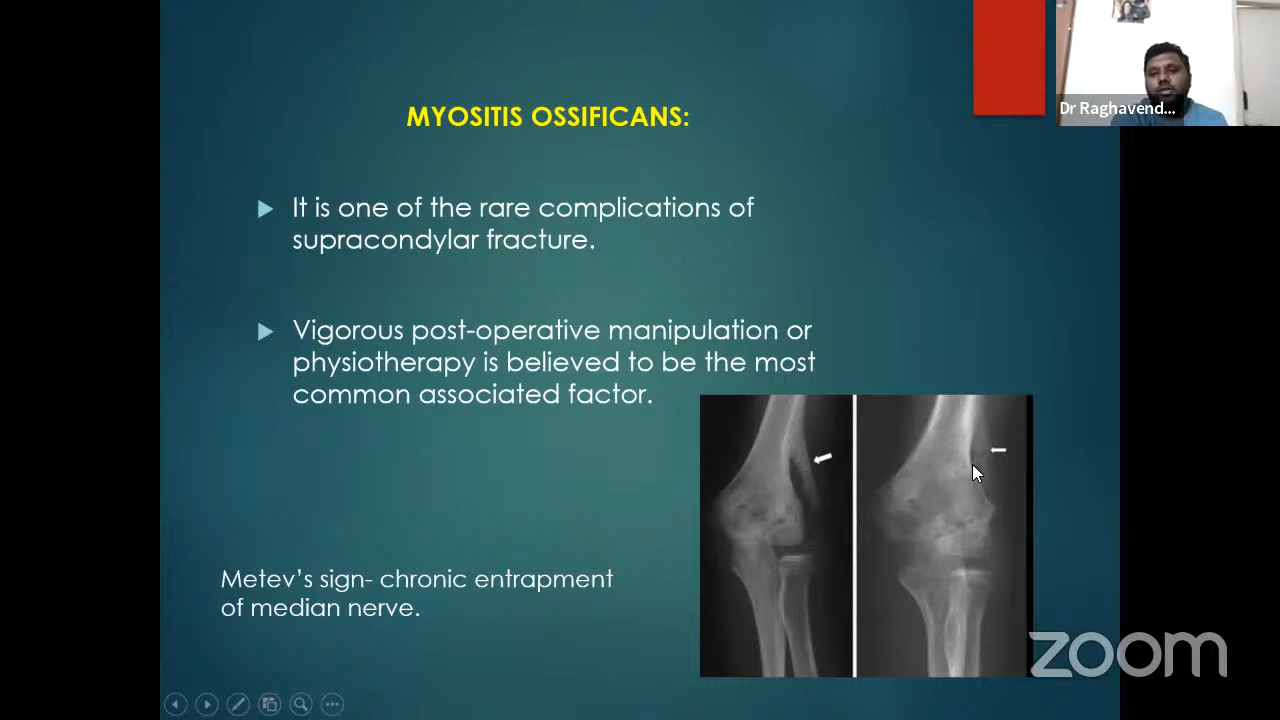 MYOSITIS OSSIFICANS:
Dr Raghavend...
It is one of the rare complications of
supracondylar fracture.
Vigorous post-operative manipulation or
physiotherapy is believed to be the most
common associated factor.
Metev’s sign- chronic entrapment
of median nerve.
zoom